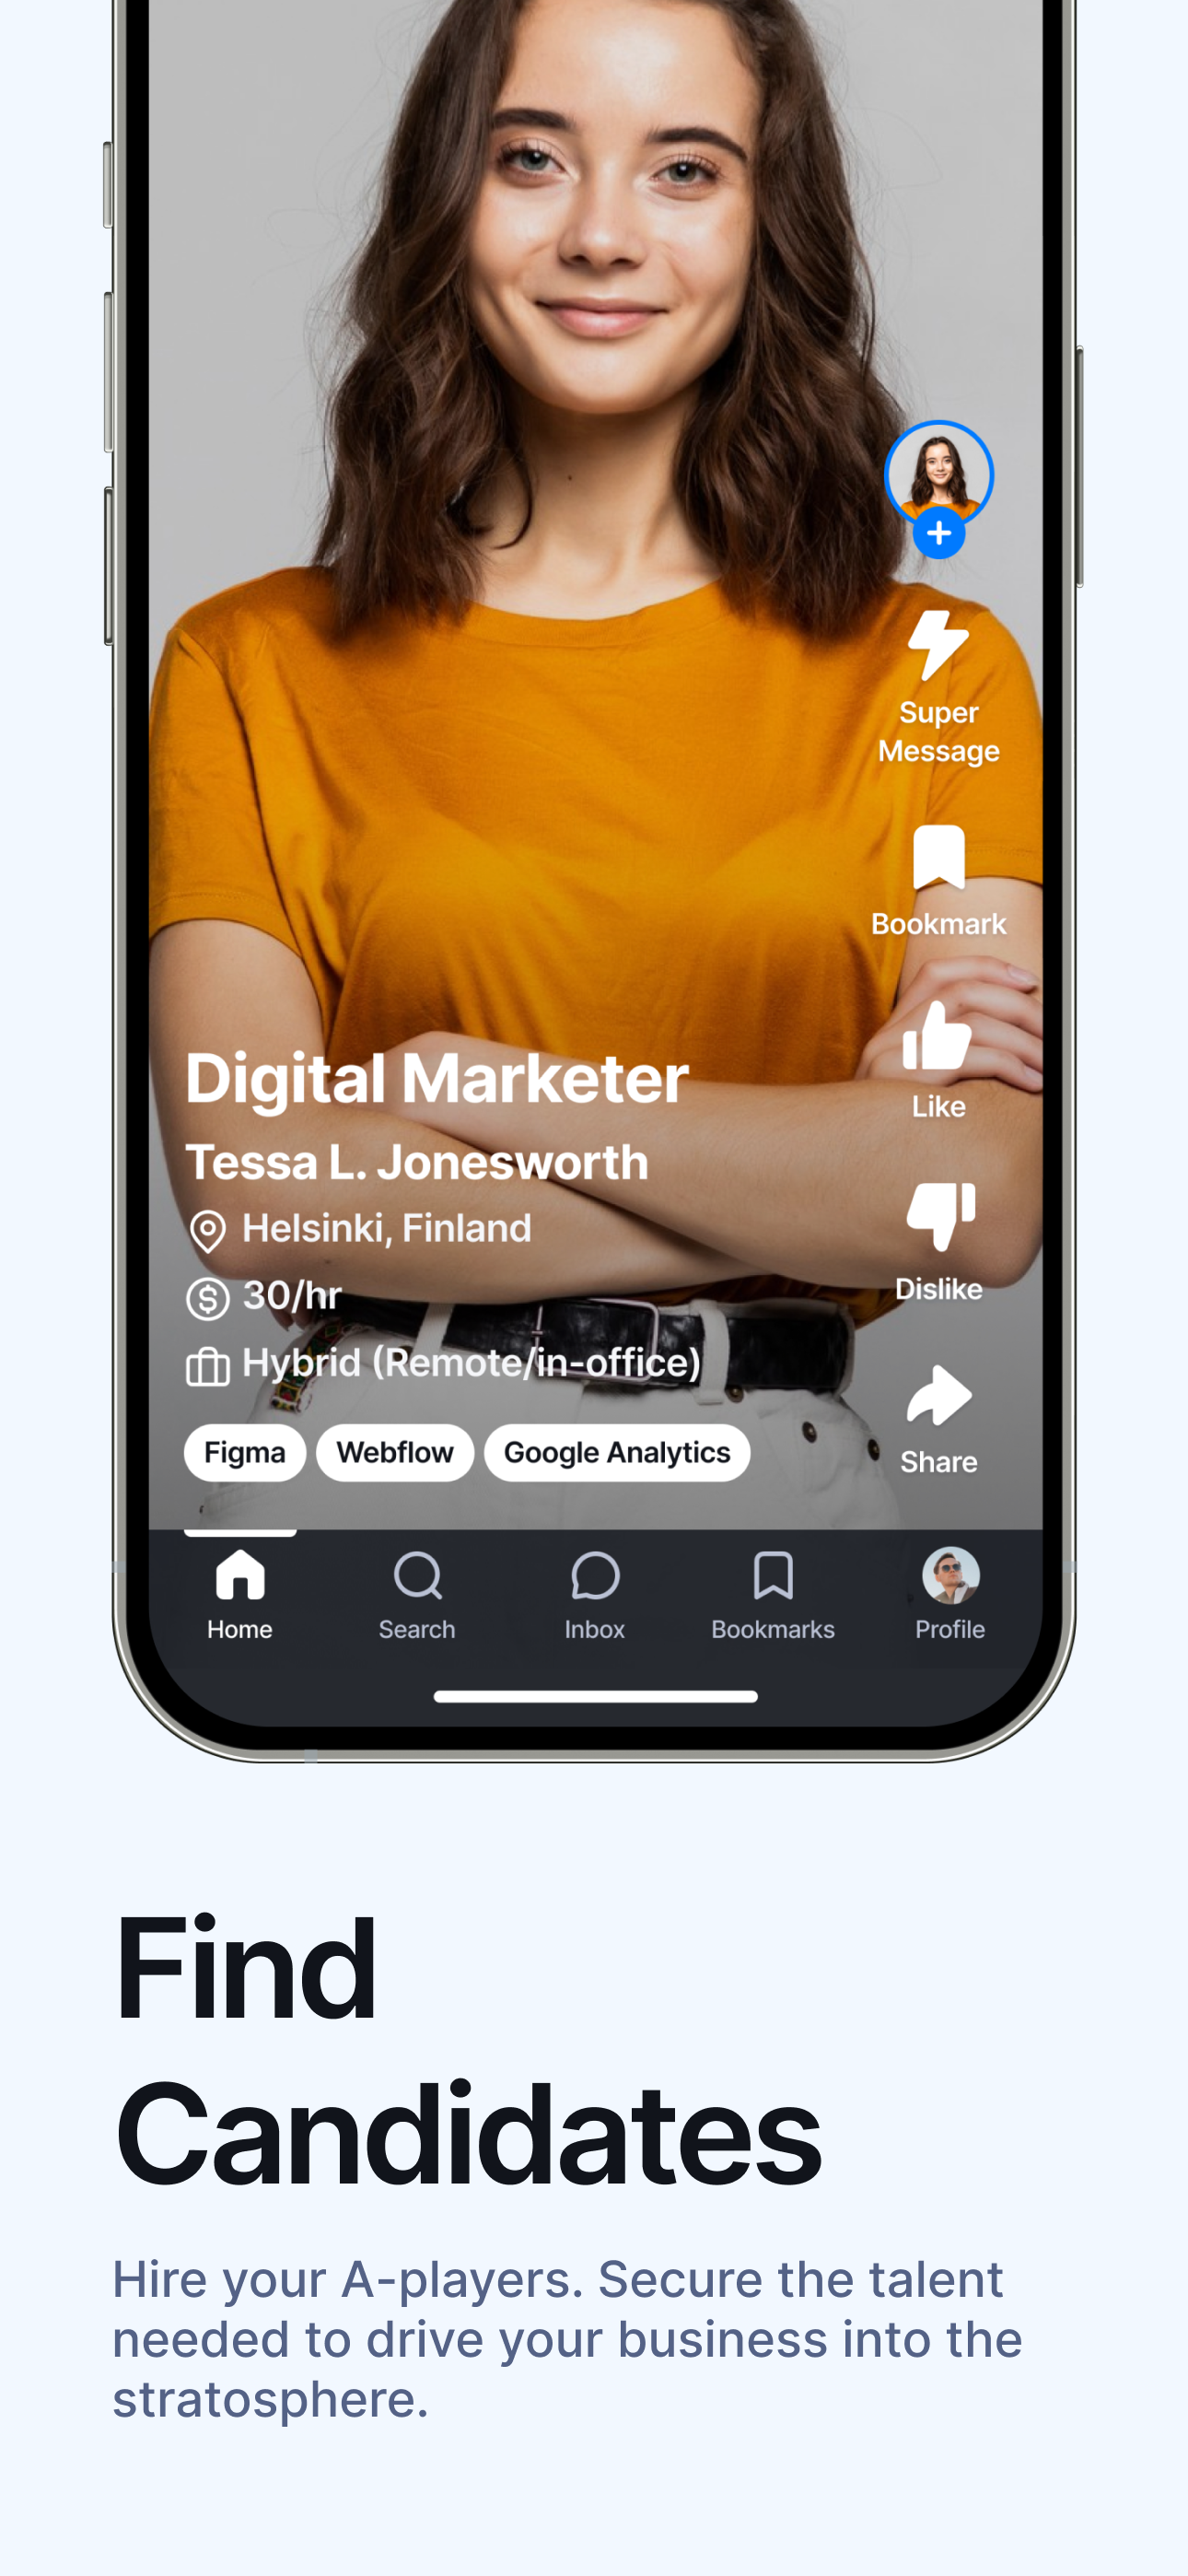 Super
Message
Bookmark
Like
Digital Marketer
Tessa L. Jonesworth
Helsinki, Finland
30/hr
Hybrid (Remote/in-office)
Dislike
Figma Webflow Google Analytics
Share
Home Search Inbox Bookmarks Profile
Find
Candidates
Hire your A-players. Secure the talent
needed to drive your business into the
stratosphere.